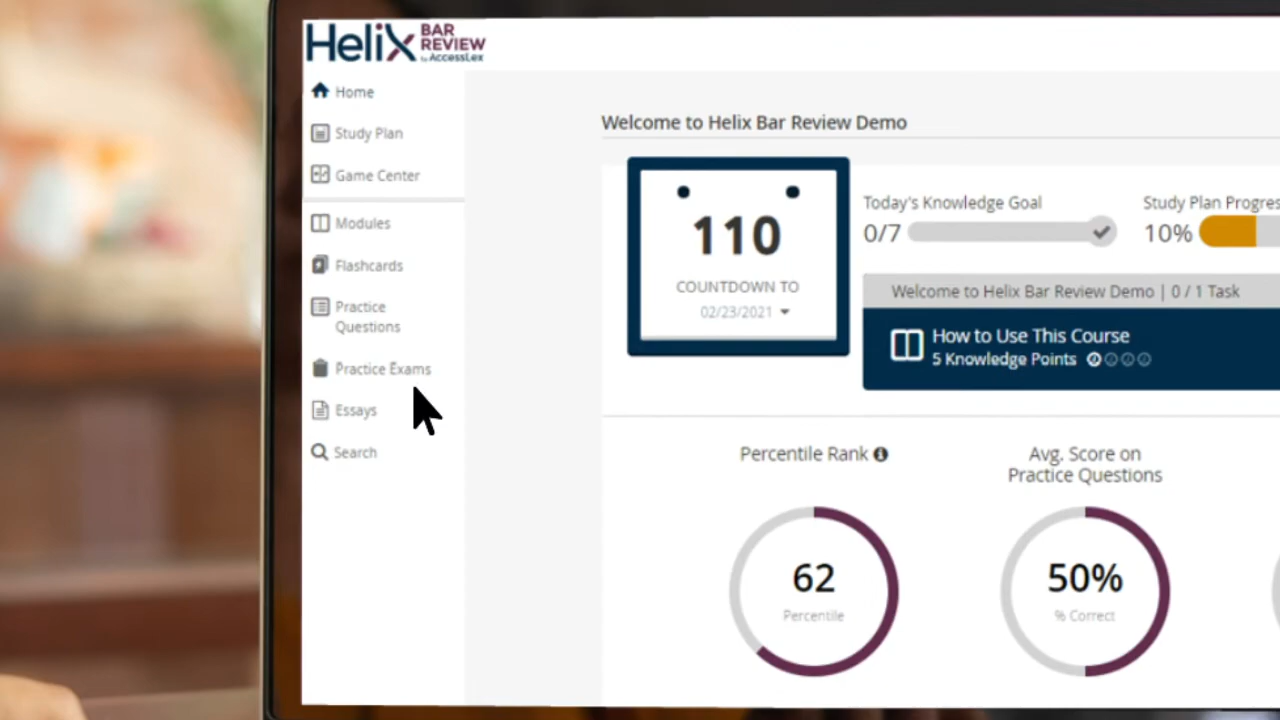 Helix BAR REVIEW by AccessLex
Home
Study Plan
Game Center
Modules
Flashcards
Practice
Questions
Practice Exams
Essays
Search
Welcome to Helix Bar Review Demo
110
COUNTDOWN TO
02/23/2021
Today's Knowledge Goal
0/7
Study Plan Progres
10%
Welcome to Helix Bar Review Demo | 0 / 1 Task
How to Use This Course
5 Knowledge Points
Percentile Rank
62
Percentile
Avg. Score on
Practice Questions
50%
% Correct